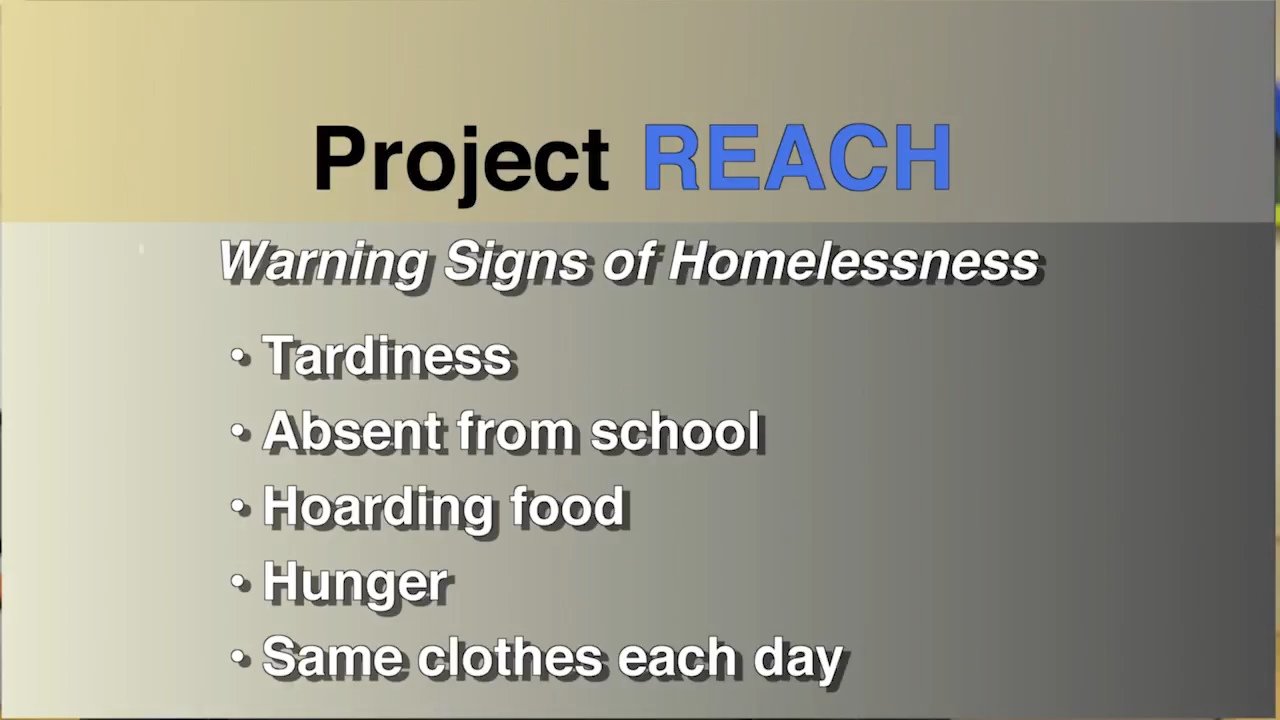 Project REACH
Warning Signs of Homelessness
• Tardiness
• Absent from school
• Hoarding food
• Hunger
• Same clothes each day